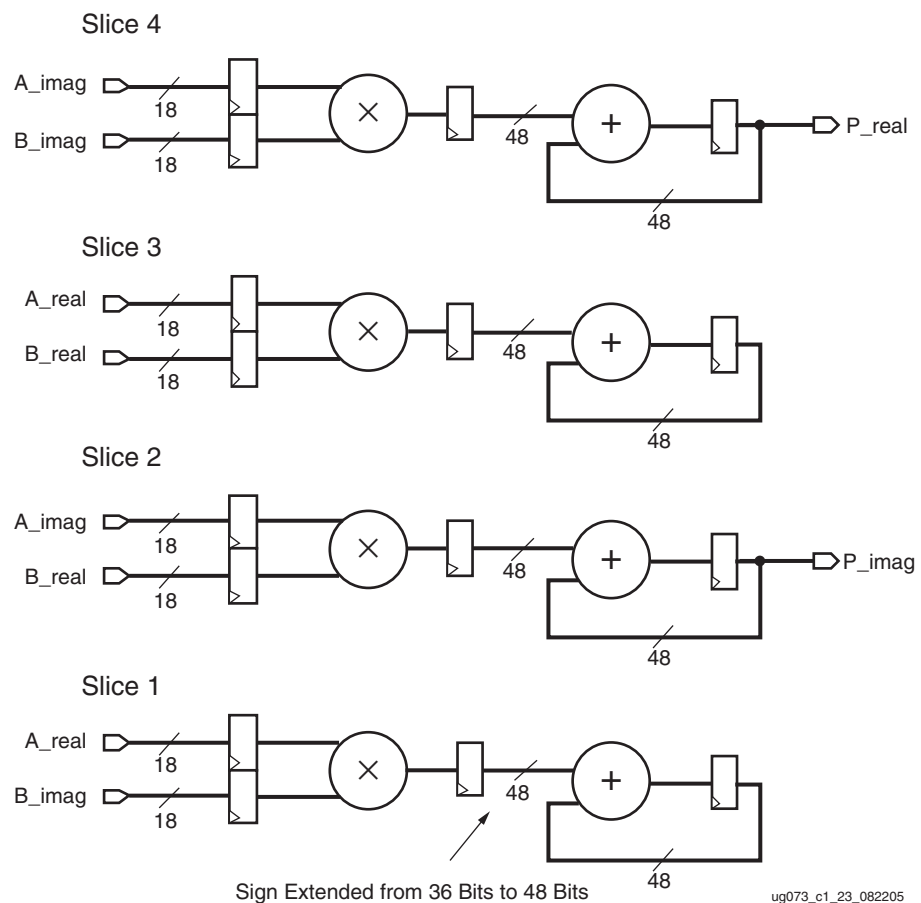 Slice 4
A_imag
18
B_imag
18
×
48
+
48
P_real
Slice 3
A_real
18
B_real
18
×
48
+
48
Slice 2
A_imag
18
B_real
18
×
48
+
48
P_imag
Slice 1
A_real
18
B_imag
18
×
48
+
48
Sign Extended from 36 Bits to 48 Bits
ug073_c1_23_082205